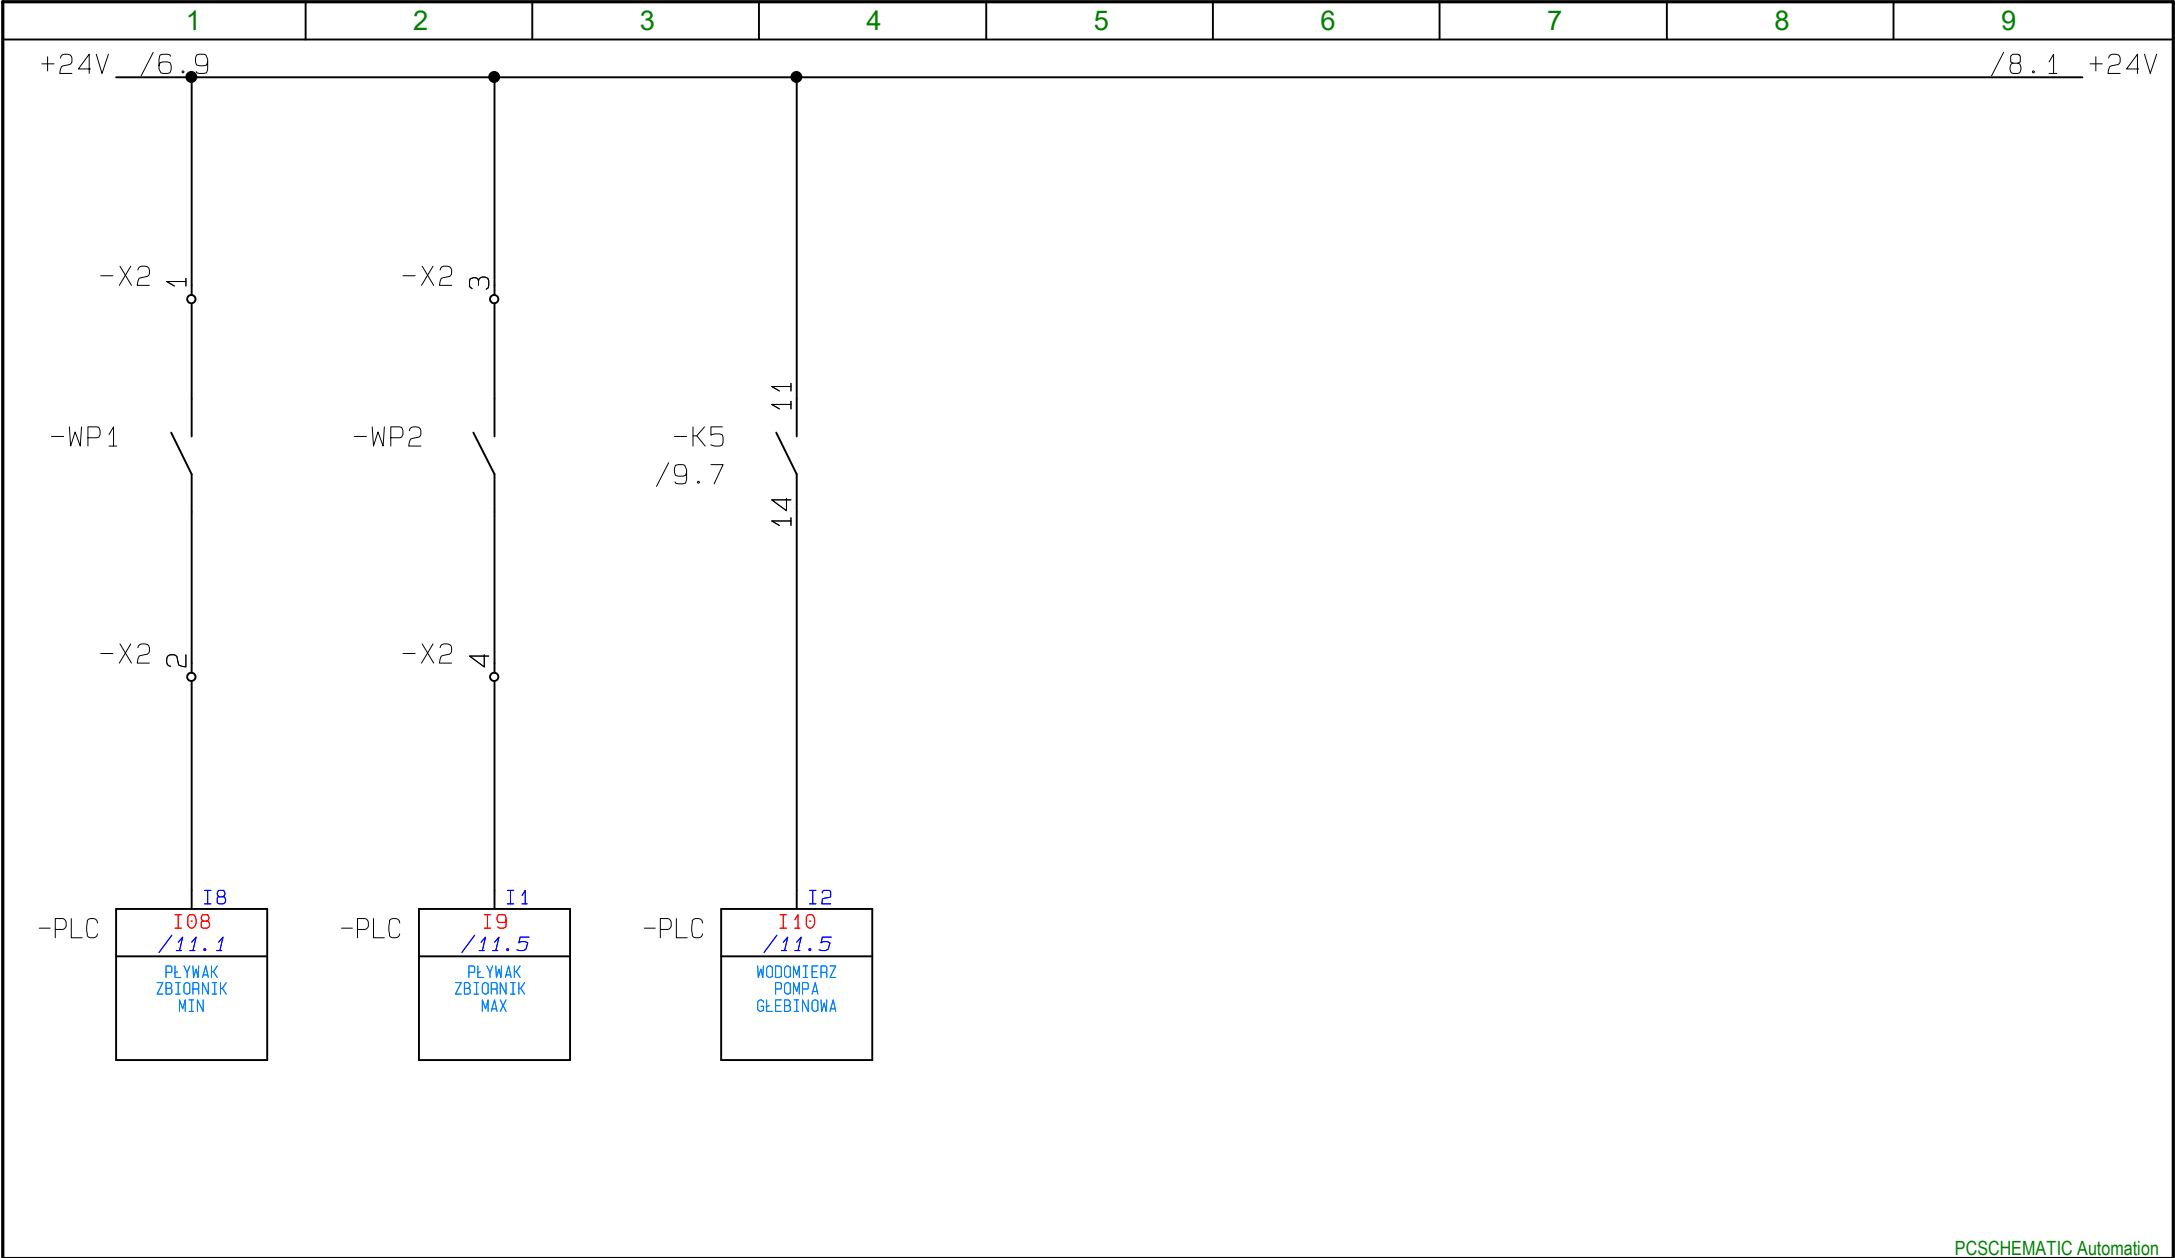 1 2 3 4 5 6 7 8 9
+24V /6.9 /8.1 +24V
-X2 1 -X2 3
11
-WP1 -WP2 -K5
/9.7
14
-X2 2 -X2 4
I8 I1 I2
-PLC I08 -PLC I9 -PLC I10
/11.1 /11.5 /11.5
PŁYWAK
ZBIORNIK
MIN
PŁYWAK
ZBIORNIK
MAX
WODOMIERZ
POMPA
GŁEBINOWA
PCSCHEMATIC Automation